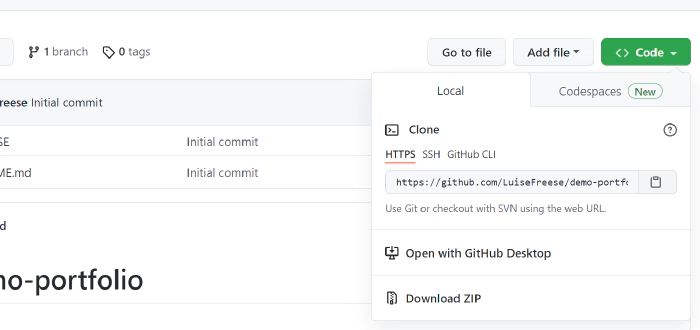 1 branch 0 tags Go to file Add file Code
Local Codespaces New
reese Initial commit
Clone
SE Initial commit
HTTPS SSH GitHub CLI
ME.md Initial commit
https://github.com/LuiseFreese/demo-portfo
Use Git or checkout with SVN using the web URL.
d
Open with GitHub Desktop
mo-portfolio
Download ZIP